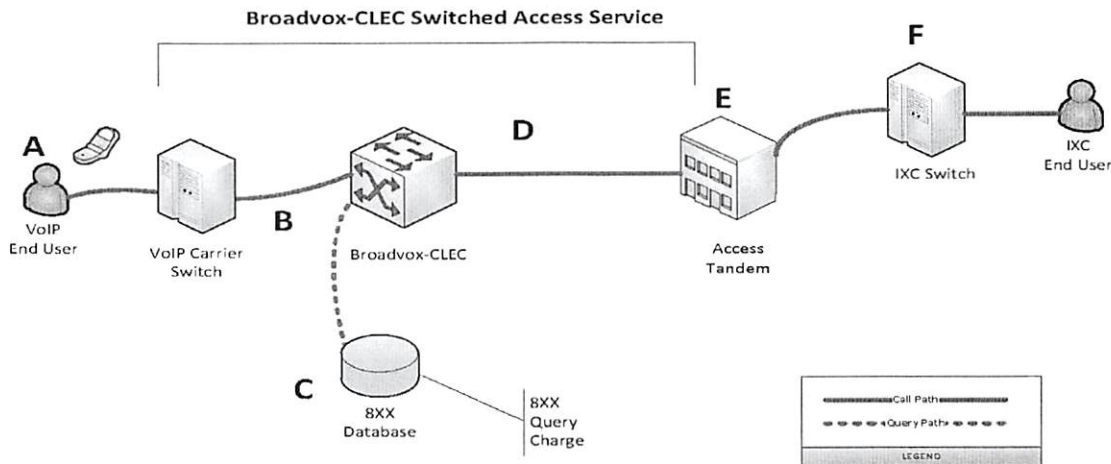 Broadvox-CLEC Switched Access Service
F
E
D
A
IXC
End User
IXC Switch
B
VoIP
End User
VoIP Carrier
Switch
Broadvox-CLEC
Access
Tandem
C
8XX
Database
8XX
Query
Charge
Call Path
Query Path
LEGEND